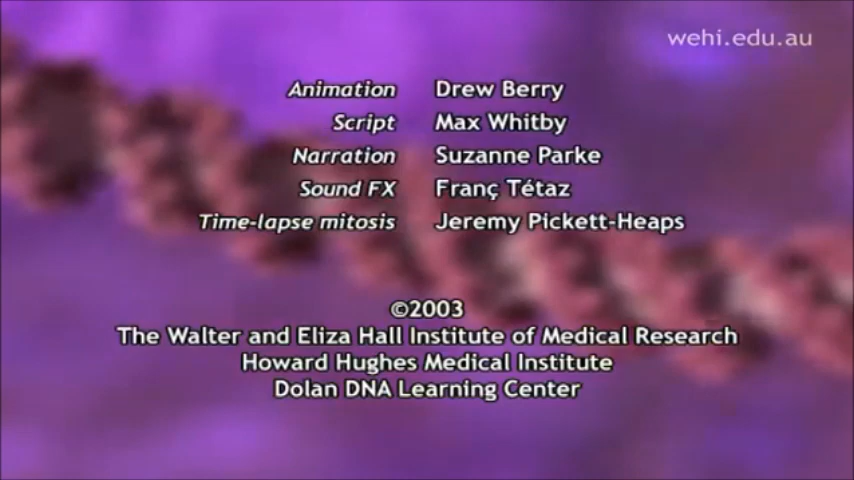 wehi.edu.au
Animation Drew Berry
Script Max Whitby
Narration Suzanne Parke
Sound FX Franç Tétaz
Time-lapse mitosis Jeremy Pickett-Heaps
©2003
The Walter and Eliza Hall Institute of Medical Research
Howard Hughes Medical Institute
Dolan DNA Learning Center